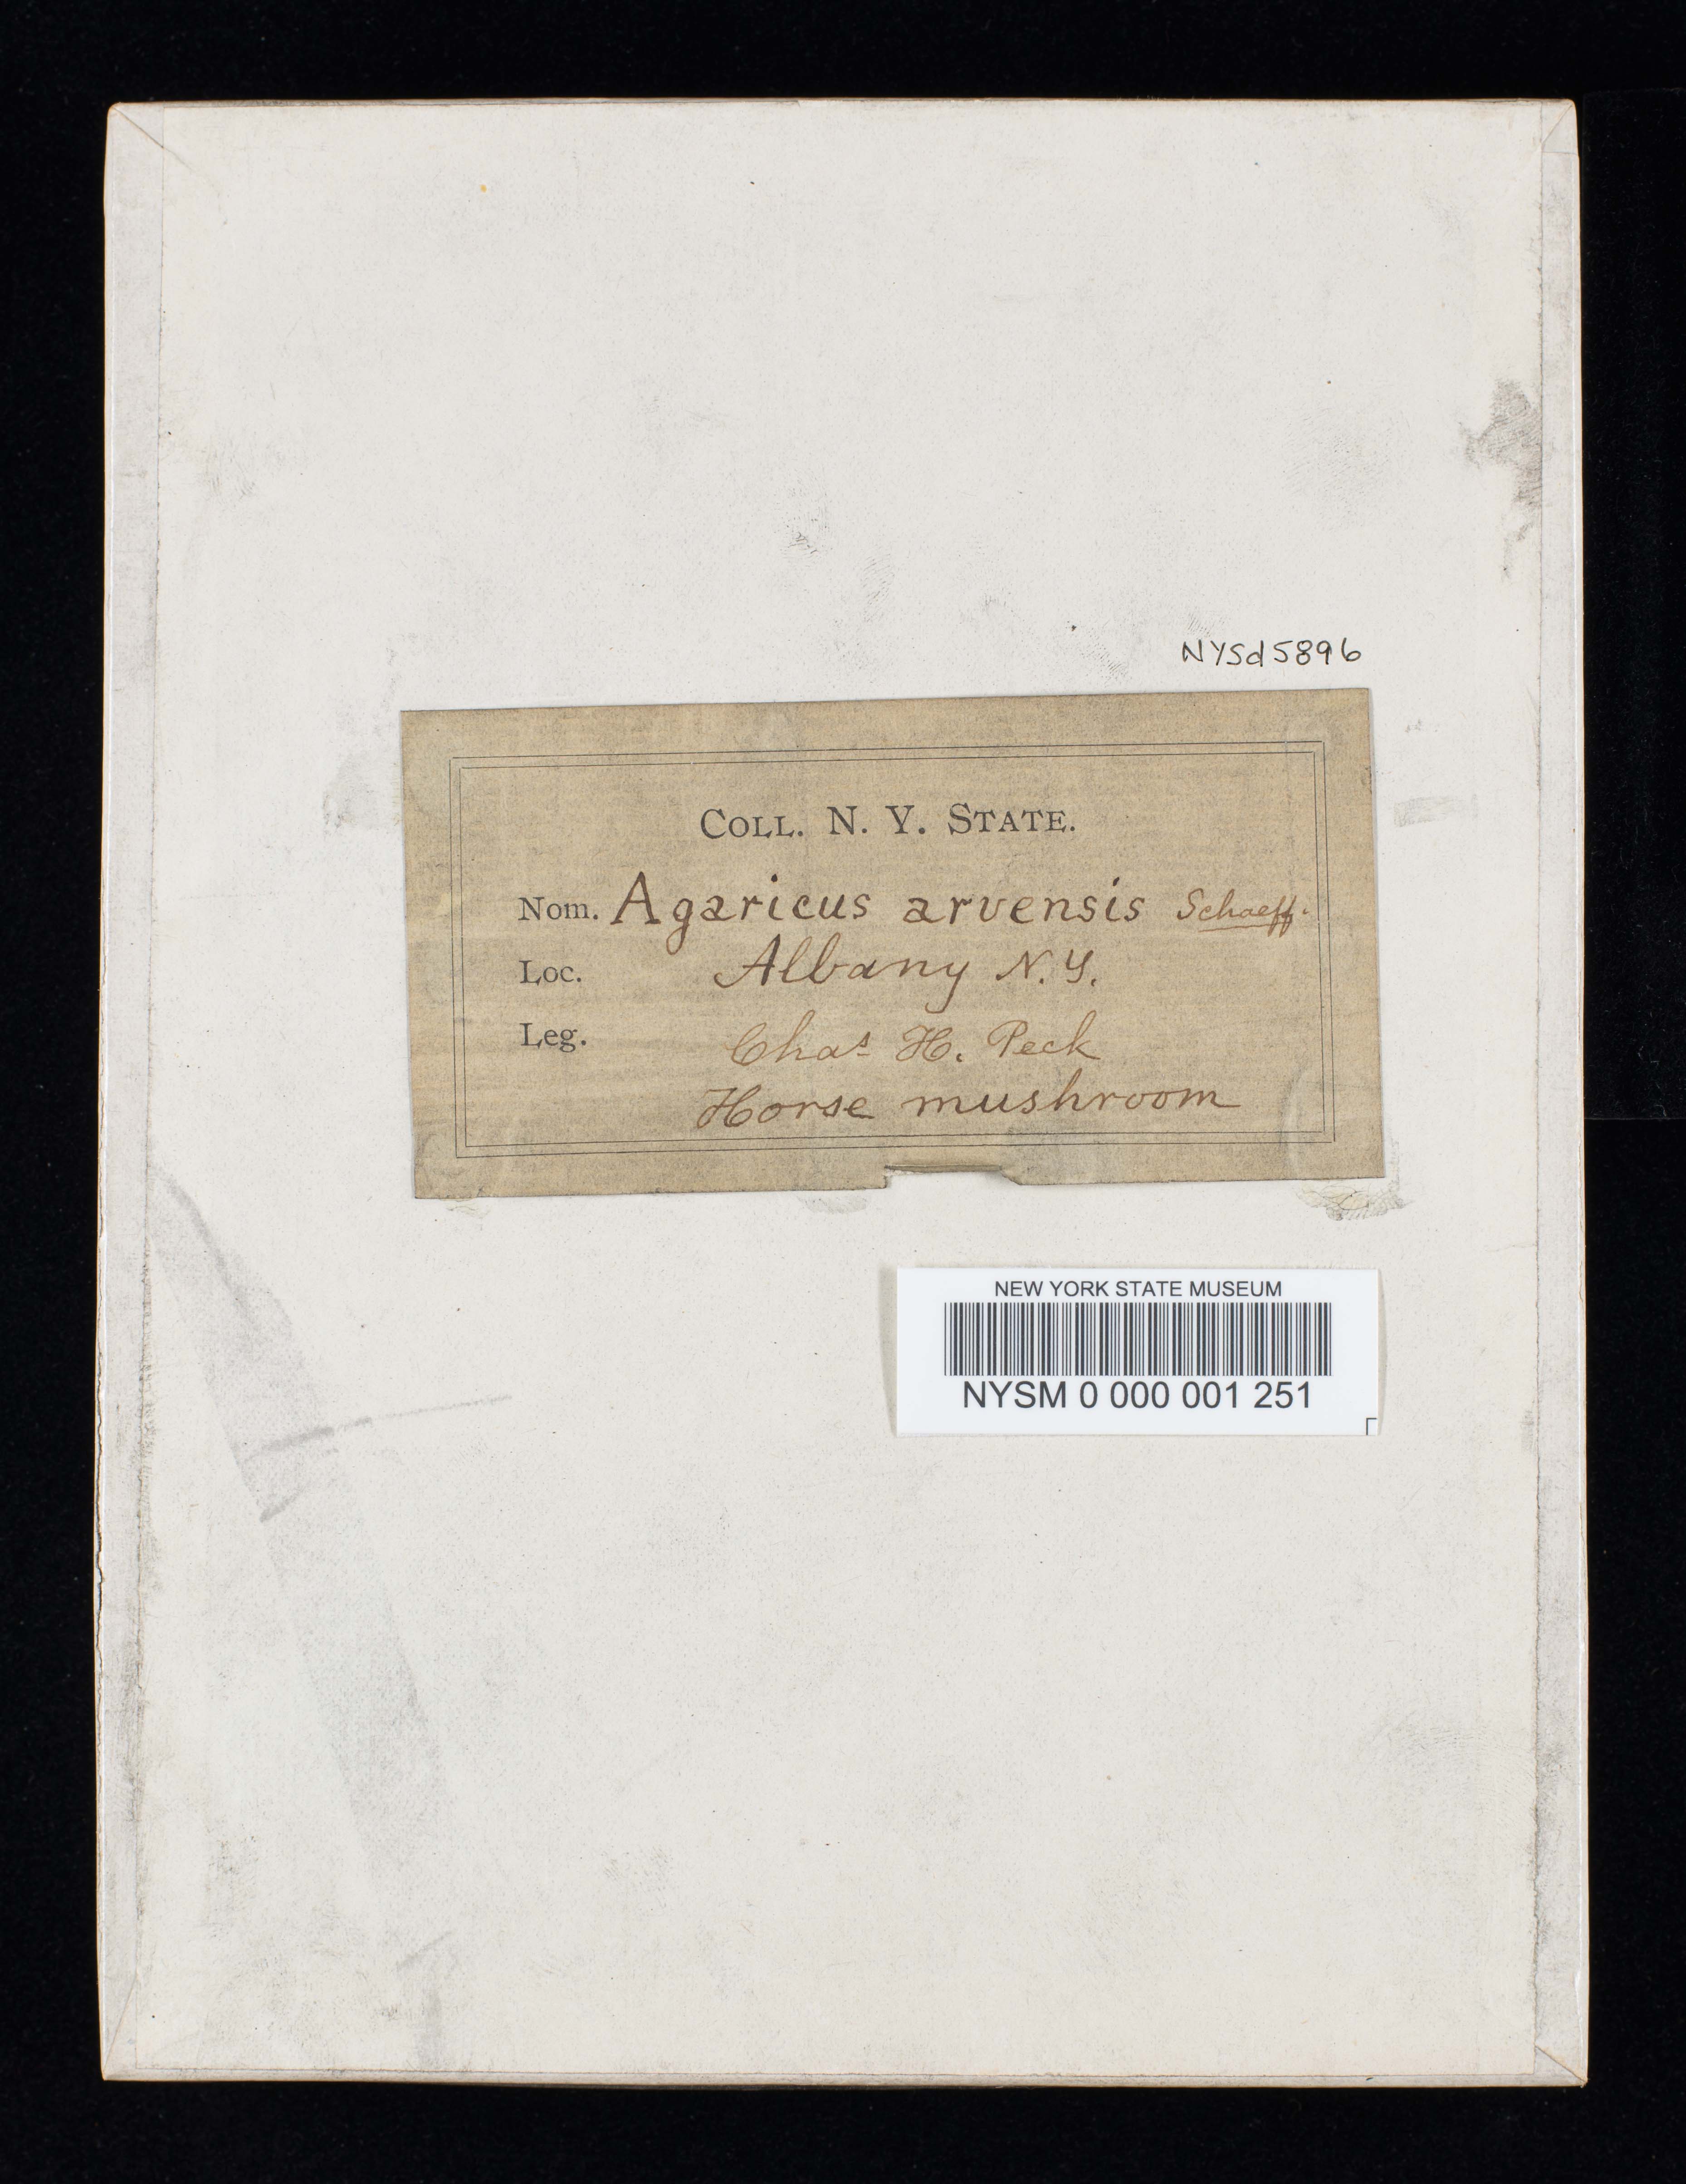 NYSd5896
COLL. N. Y. STATE.
Nom. Agaricus arvensis Schaeff.
Loc. Albany N.Y.
Leg. Chas H. Peck
Horse mushroom
NEW YORK STATE MUSEUM
NYSM 0 000 001 251